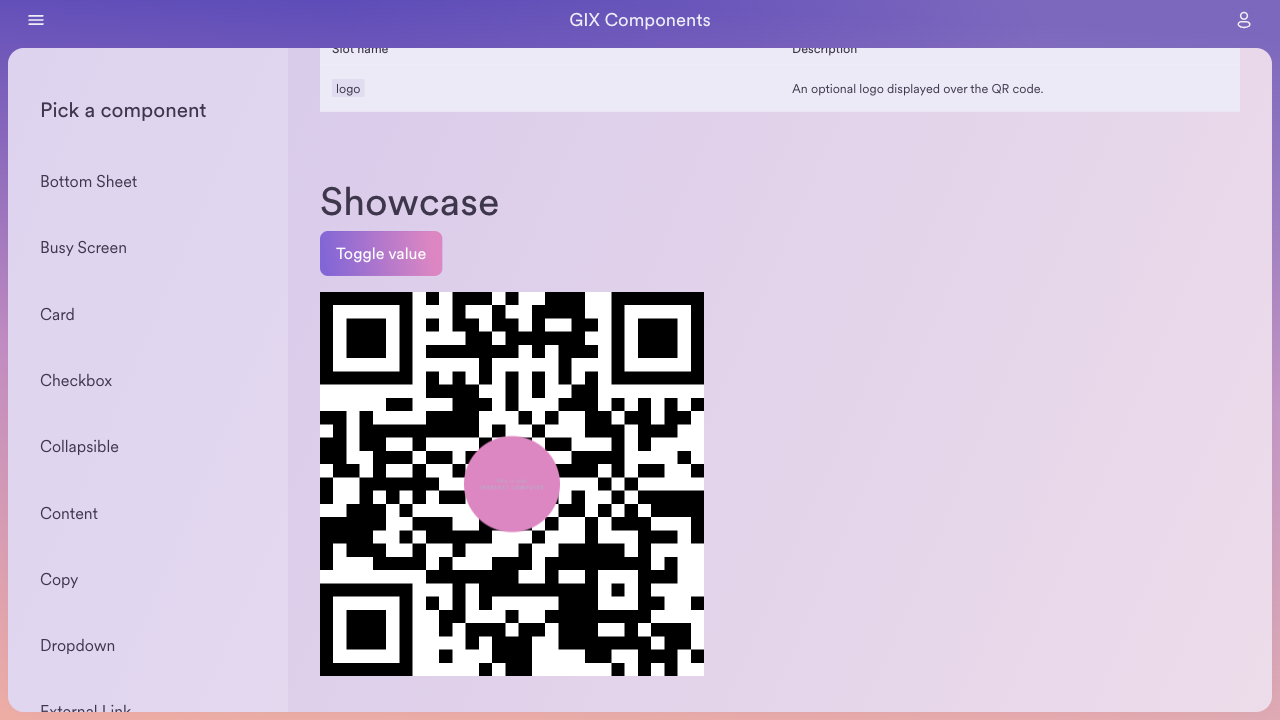 GIX Components
Slot name
Description
logo
An optional logo displayed over the QR code.
Pick a component
Bottom Sheet
Busy Screen
Card
Checkbox
Collapsible
Content
Copy
Dropdown
External Link
Showcase
Toggle value